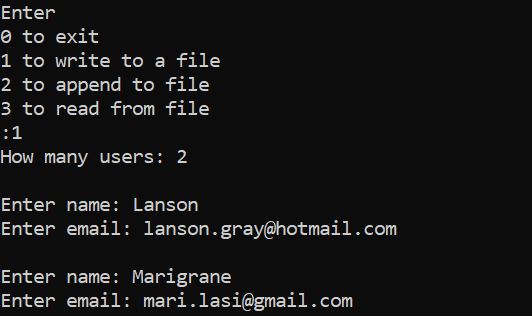 Enter
0 to exit
1 to write to a file
2 to append to file
3 to read from file
:1
How many users: 2
Enter name: Lanson
Enter email: lanson.gray@hotmail.com
Enter name: Marigrane
Enter email: mari.lasi@gmail.com